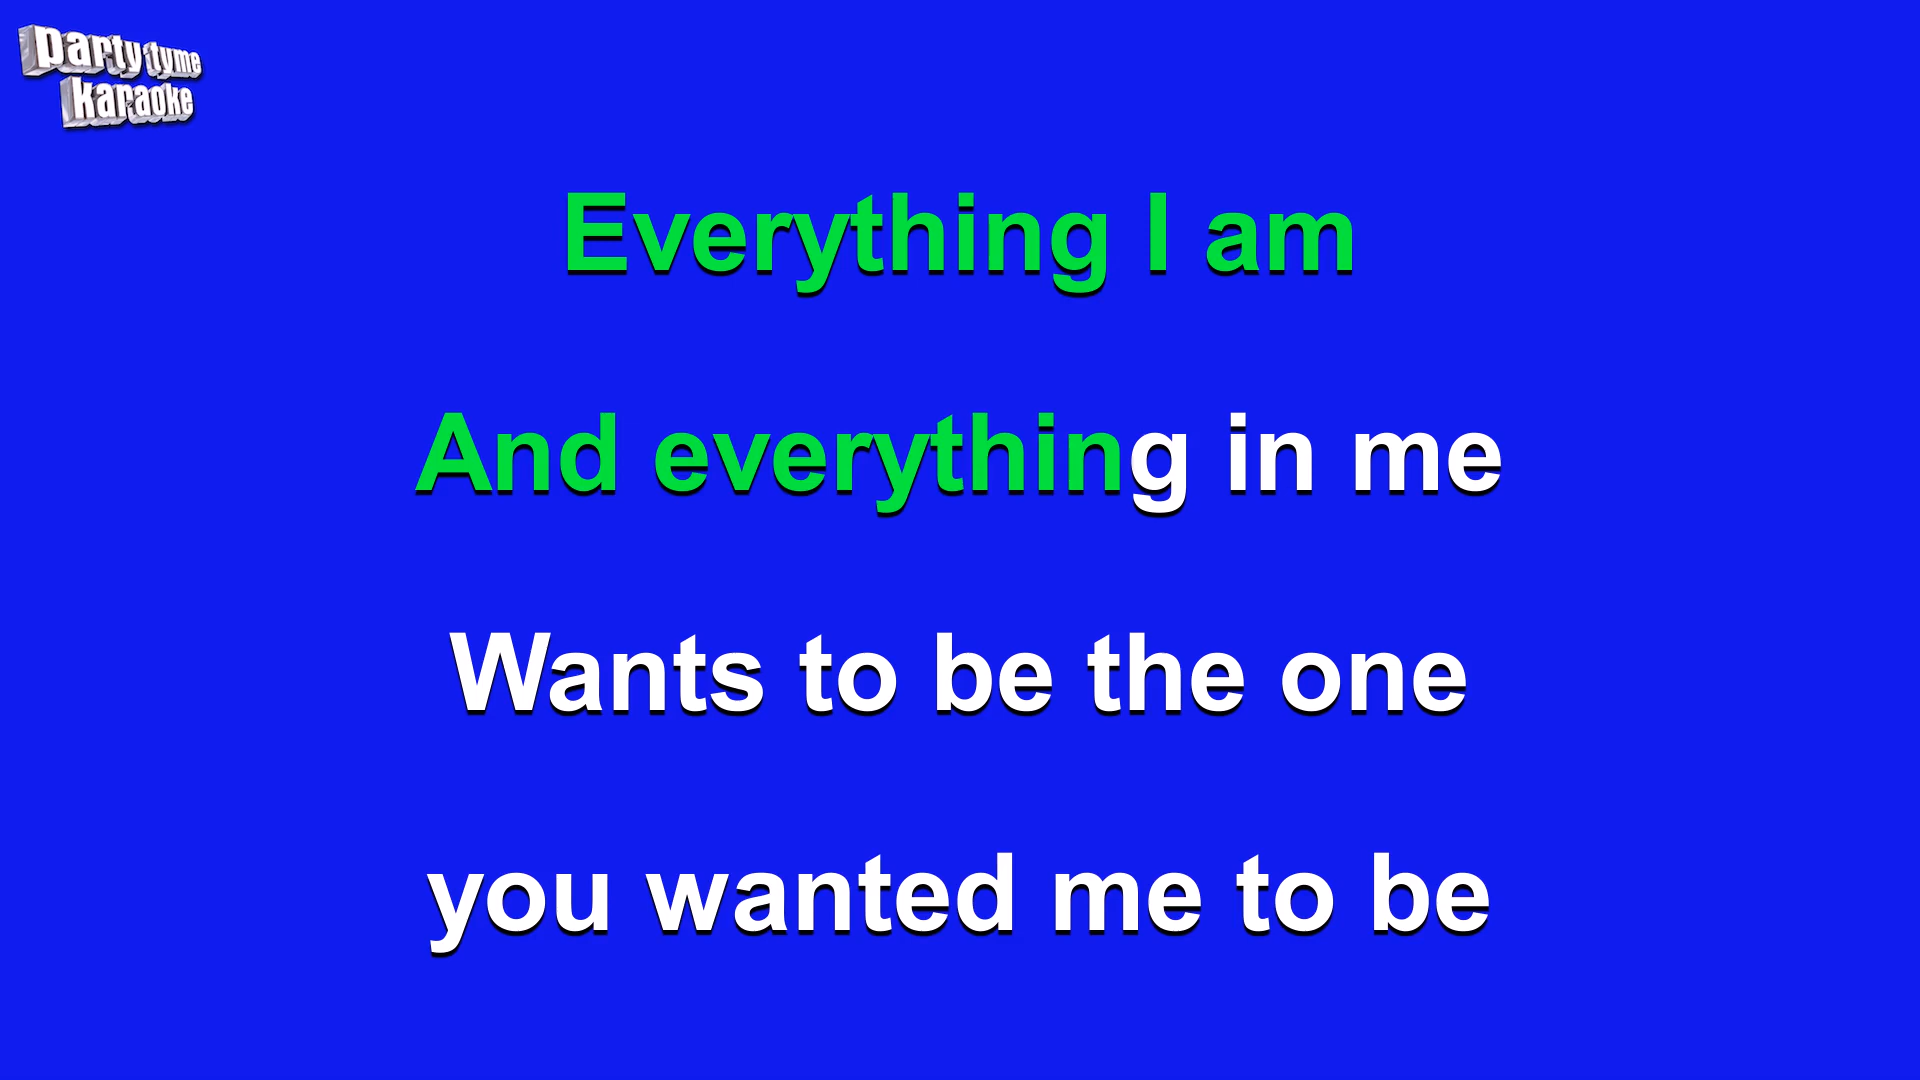 party tyme
karaoke
Everything I am
And everything in me
Wants to be the one
you wanted me to be